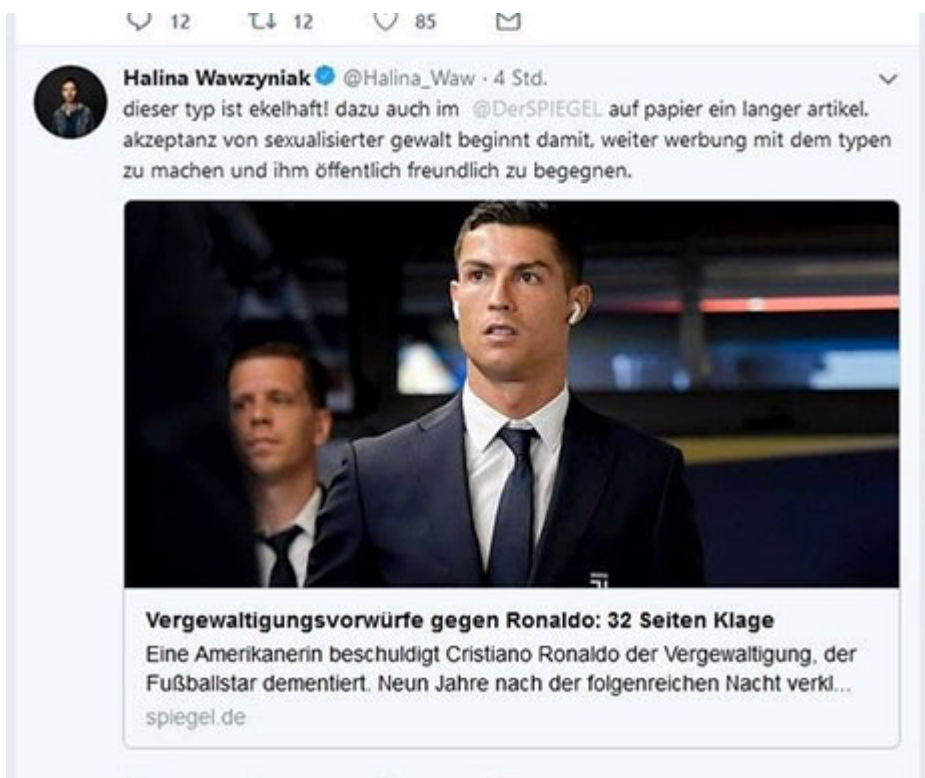 12 12 85
Halina Wawzyniak @Halina_Waw · 4 Std.
dieser typ ist ekelhaft! dazu auch im @DerSPIEGEL auf papier ein langer artikel.
akzeptanz von sexualisierter gewalt beginnt damit, weiter werbung mit dem typen
zu machen und ihm öffentlich freundlich zu begegnen.
Vergewaltigungsvorwürfe gegen Ronaldo: 32 Seiten Klage
Eine Amerikanerin beschuldigt Cristiano Ronaldo der Vergewaltigung, der
Fußballstar dementiert. Neun Jahre nach der folgenreichen Nacht verkl...
spiegel.de